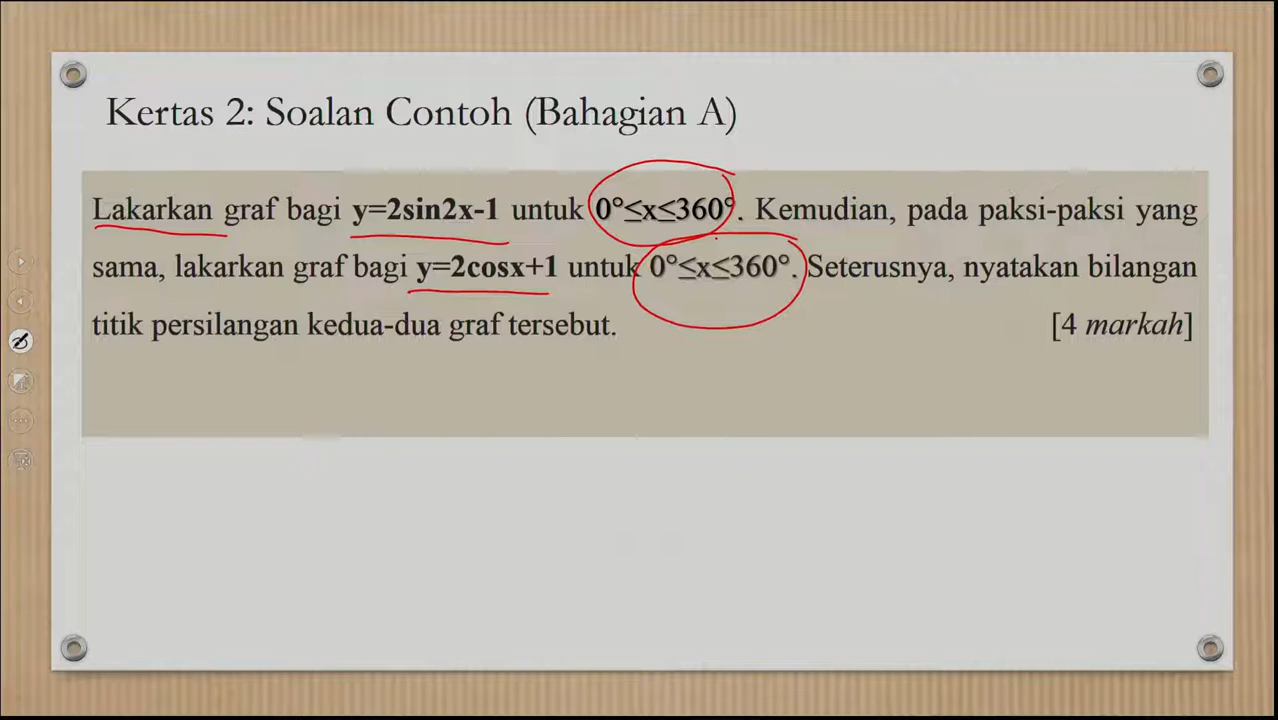 Kertas 2: Soalan Contoh (Bahagian A)
Lakarkan graf bagi y=2sin2x-1 untuk 0°≤x≤360°. Kemudian, pada paksi-paksi yang
sama, lakarkan graf bagi y=2cosx+1 untuk 0°≤x≤360°. Seterusnya, nyatakan bilangan
titik persilangan kedua-dua graf tersebut. [4 markah]